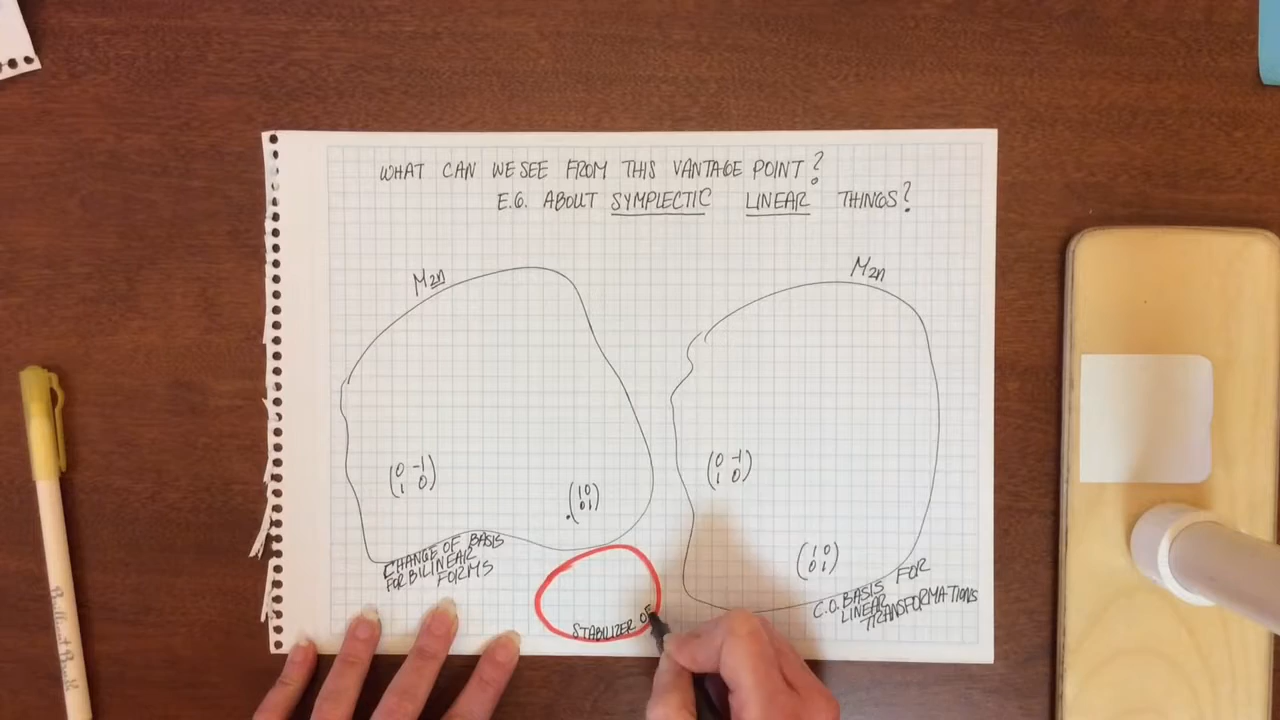 WHAT CAN WE SEE FROM THIS VANTAGE POINT?
E.G. ABOUT SYMPLECTIC LINEAR THINGS?
M2n
M2n
(0 -1
1 0)
(1 0
0 1)
CHANGE OF BASIS
FOR BILINEAR
FORMS
(0 -1
1 0)
(1 0
0 1)
C.O. BASIS FOR
LINEAR
TRANSFORMATIONS
STABILIZER OF
Brilliant Brush